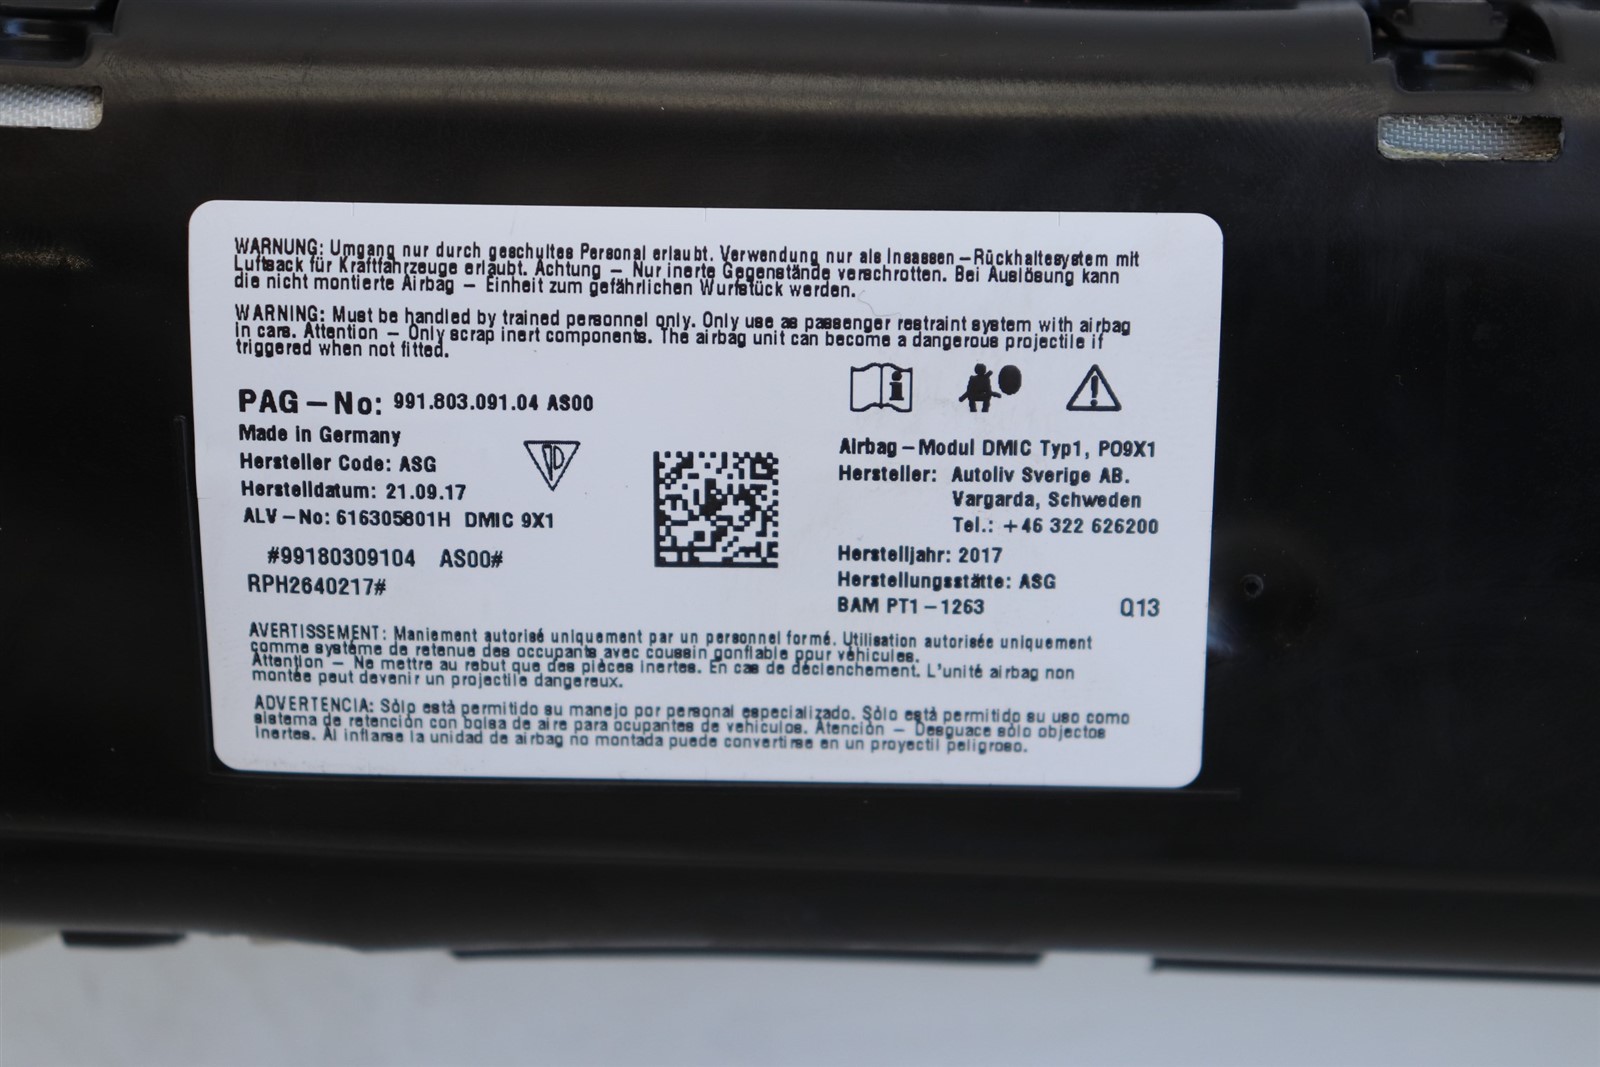 WARNUNG: Umgang nur durch geschultes Personal erlaubt. Verwendung nur als Insassen-Rückhaltesystem mit
Luftsack für Kraftfahrzeuge erlaubt. Achtung - Nur inerte Gegenstände verschrotten. Bei Auslösung kann
die nicht montierte Airbag - Einheit zum gefährlichen Wurfstück werden.
WARNING: Must be handled by trained personnel only. Only use as passenger restraint system with airbag
in cars. Attention - Only scrap inert components. The airbag unit can become a dangerous projectile if
triggered when not fitted.
PAG-No: 991.803.091.04 AS00
Made in Germany
Hersteller Code: ASG
Herstelldatum: 21.09.17
ALV-No: 616305801H DMIC 9X1
#99180309104 AS00#
RPH2640217#
Airbag-Modul DMIC Typ1, PO9X1
Hersteller: Autoliv Sverige AB.
Vargarda, Schweden
Tel.: +46 322 626200
Herstelljahr: 2017
Herstellungsstätte: ASG
BAM PT1-1263 Q13
AVERTISSEMENT: Maniement autorisé uniquement par un personnel formé. Utilisation autorisée uniquement
comme système de retenue des occupants avec coussin gonflable pour véhicules.
Attention - Ne mettre au rebut que des pièces inertes. En cas de déclenchement. L'unité airbag non
montée peut devenir un projectile dangereux.
ADVERTENCIA: Sólo está permitido su manejo por personal especializado. Sólo está permitido su uso como
sistema de retención con bolsa de aire para ocupantes de vehículos. Atención - Desguace sólo objectos
inertes. Al inflarse la unidad de airbag no montada puede convertirse en un proyectil peligroso.